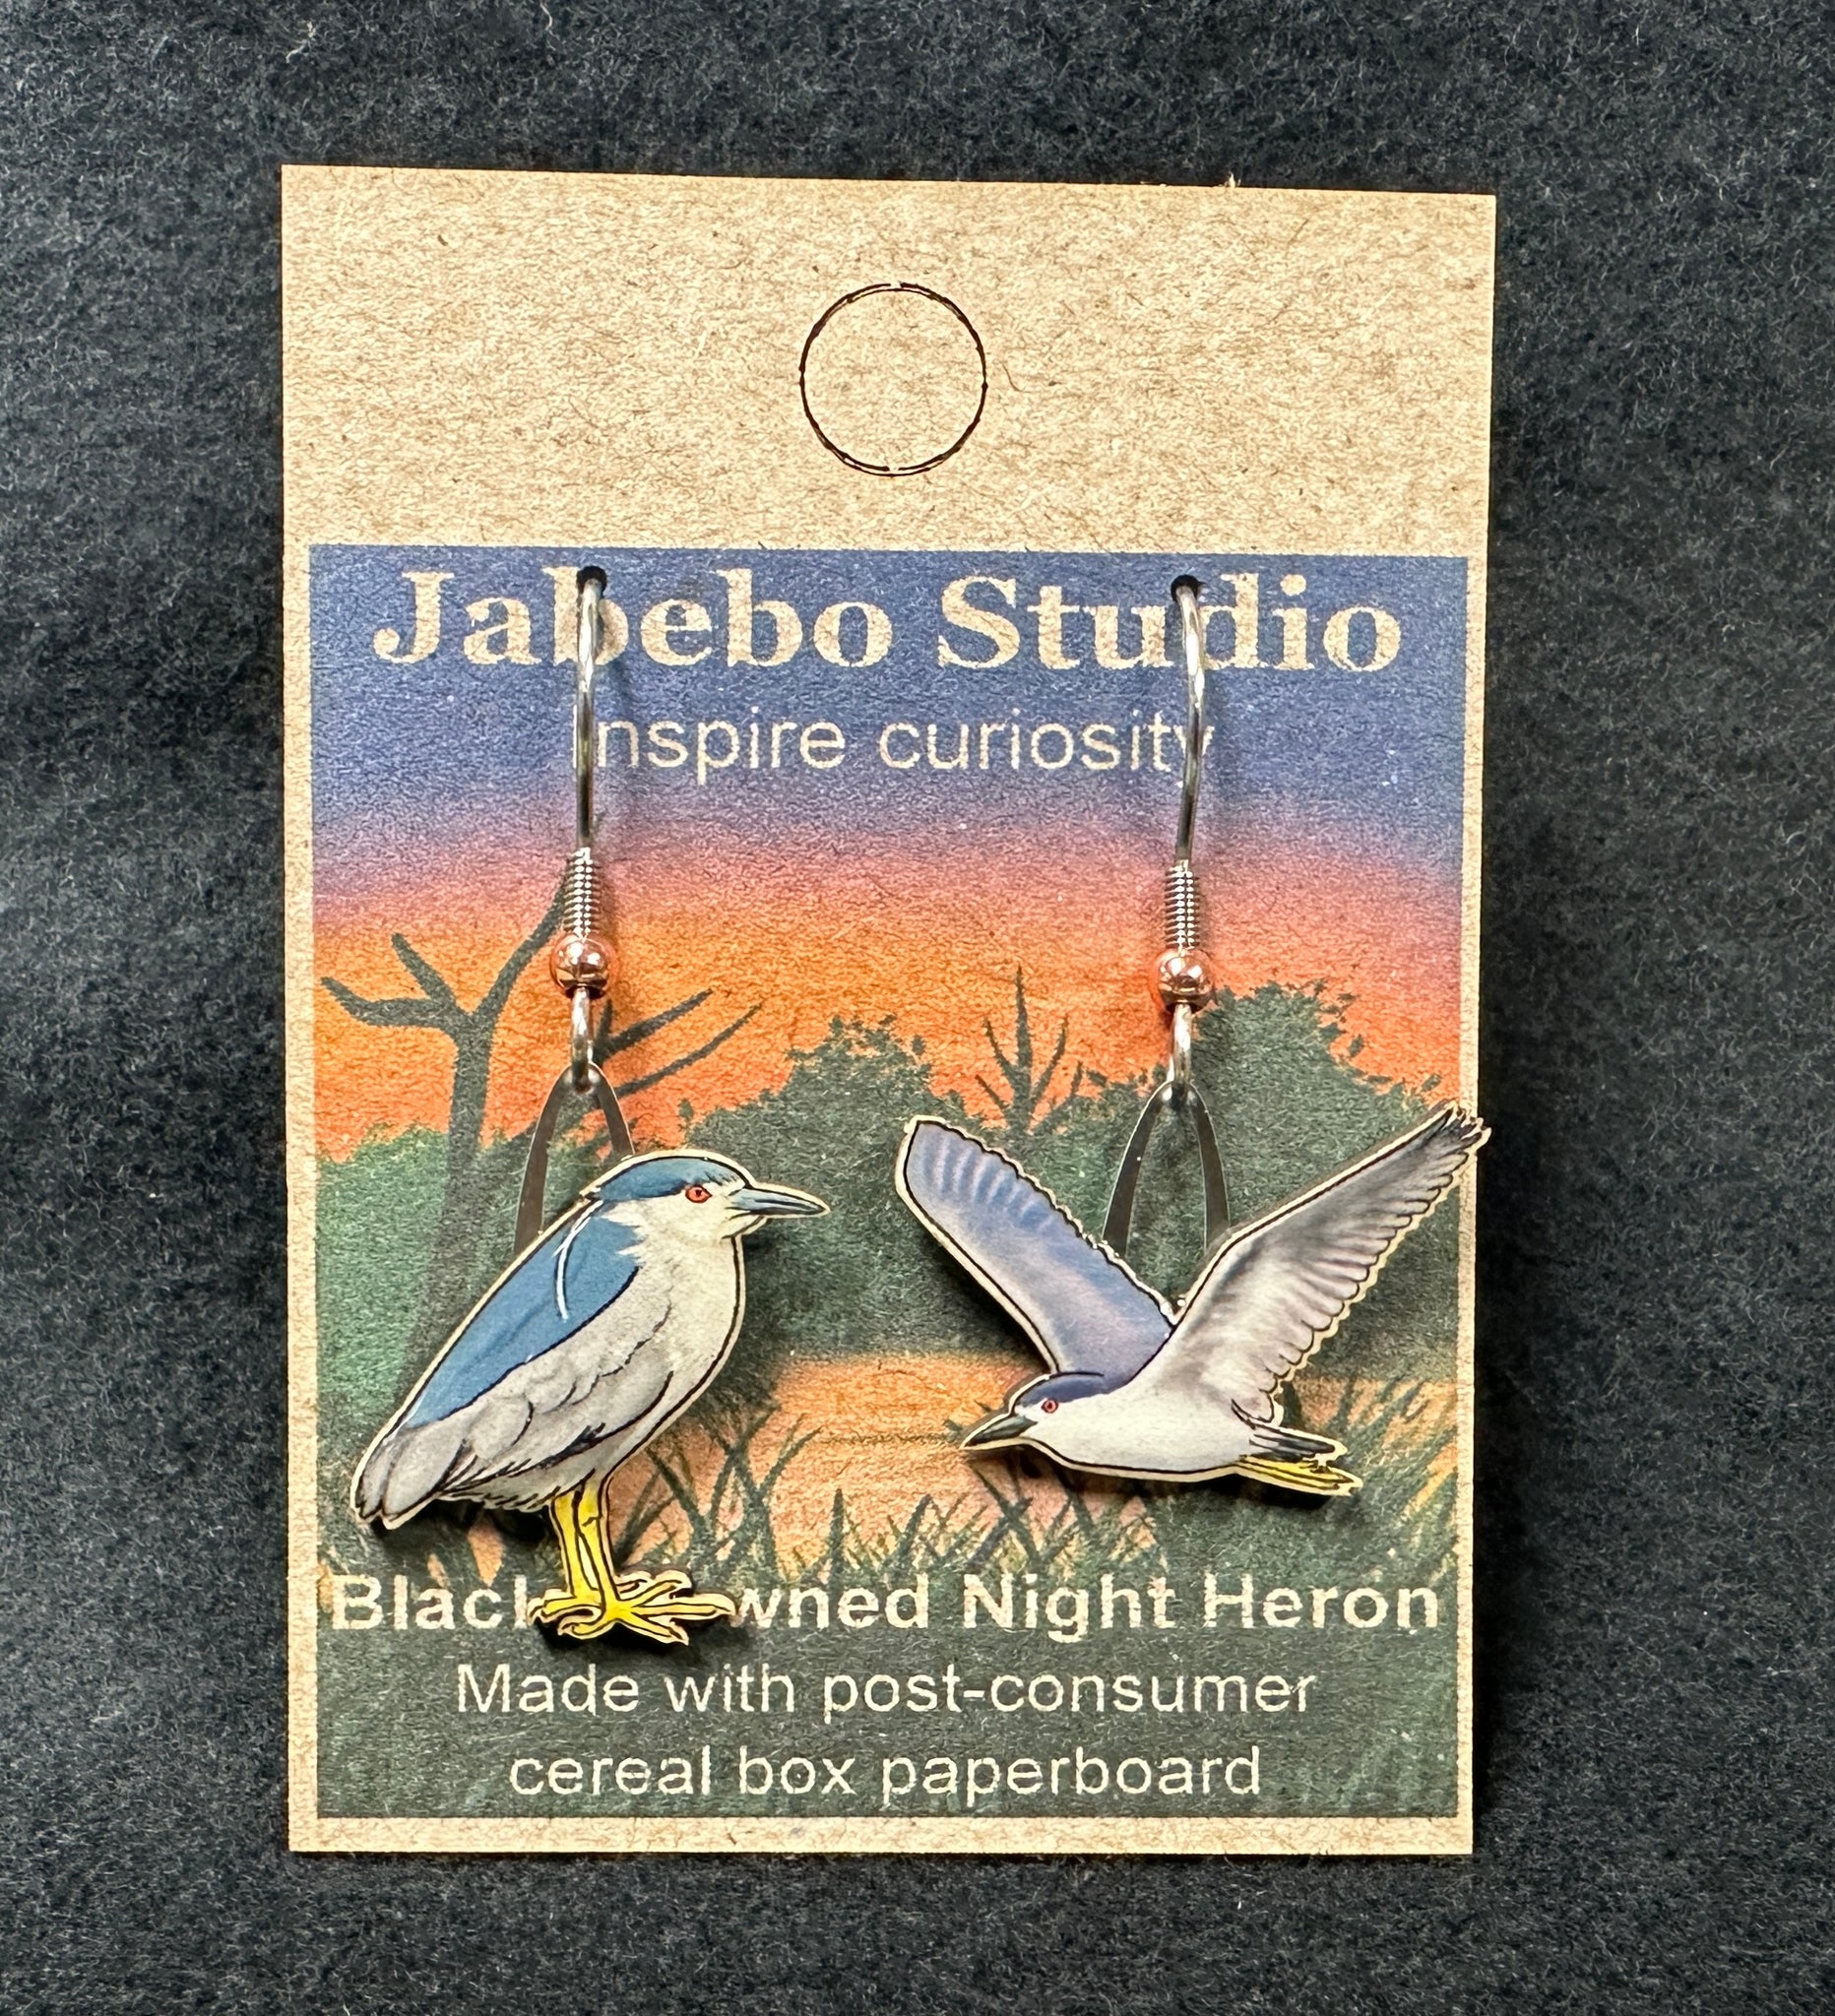 Jabebo Studio
inspire curiosity
Night Heron
Made with post-consumer
cereal box paperboard